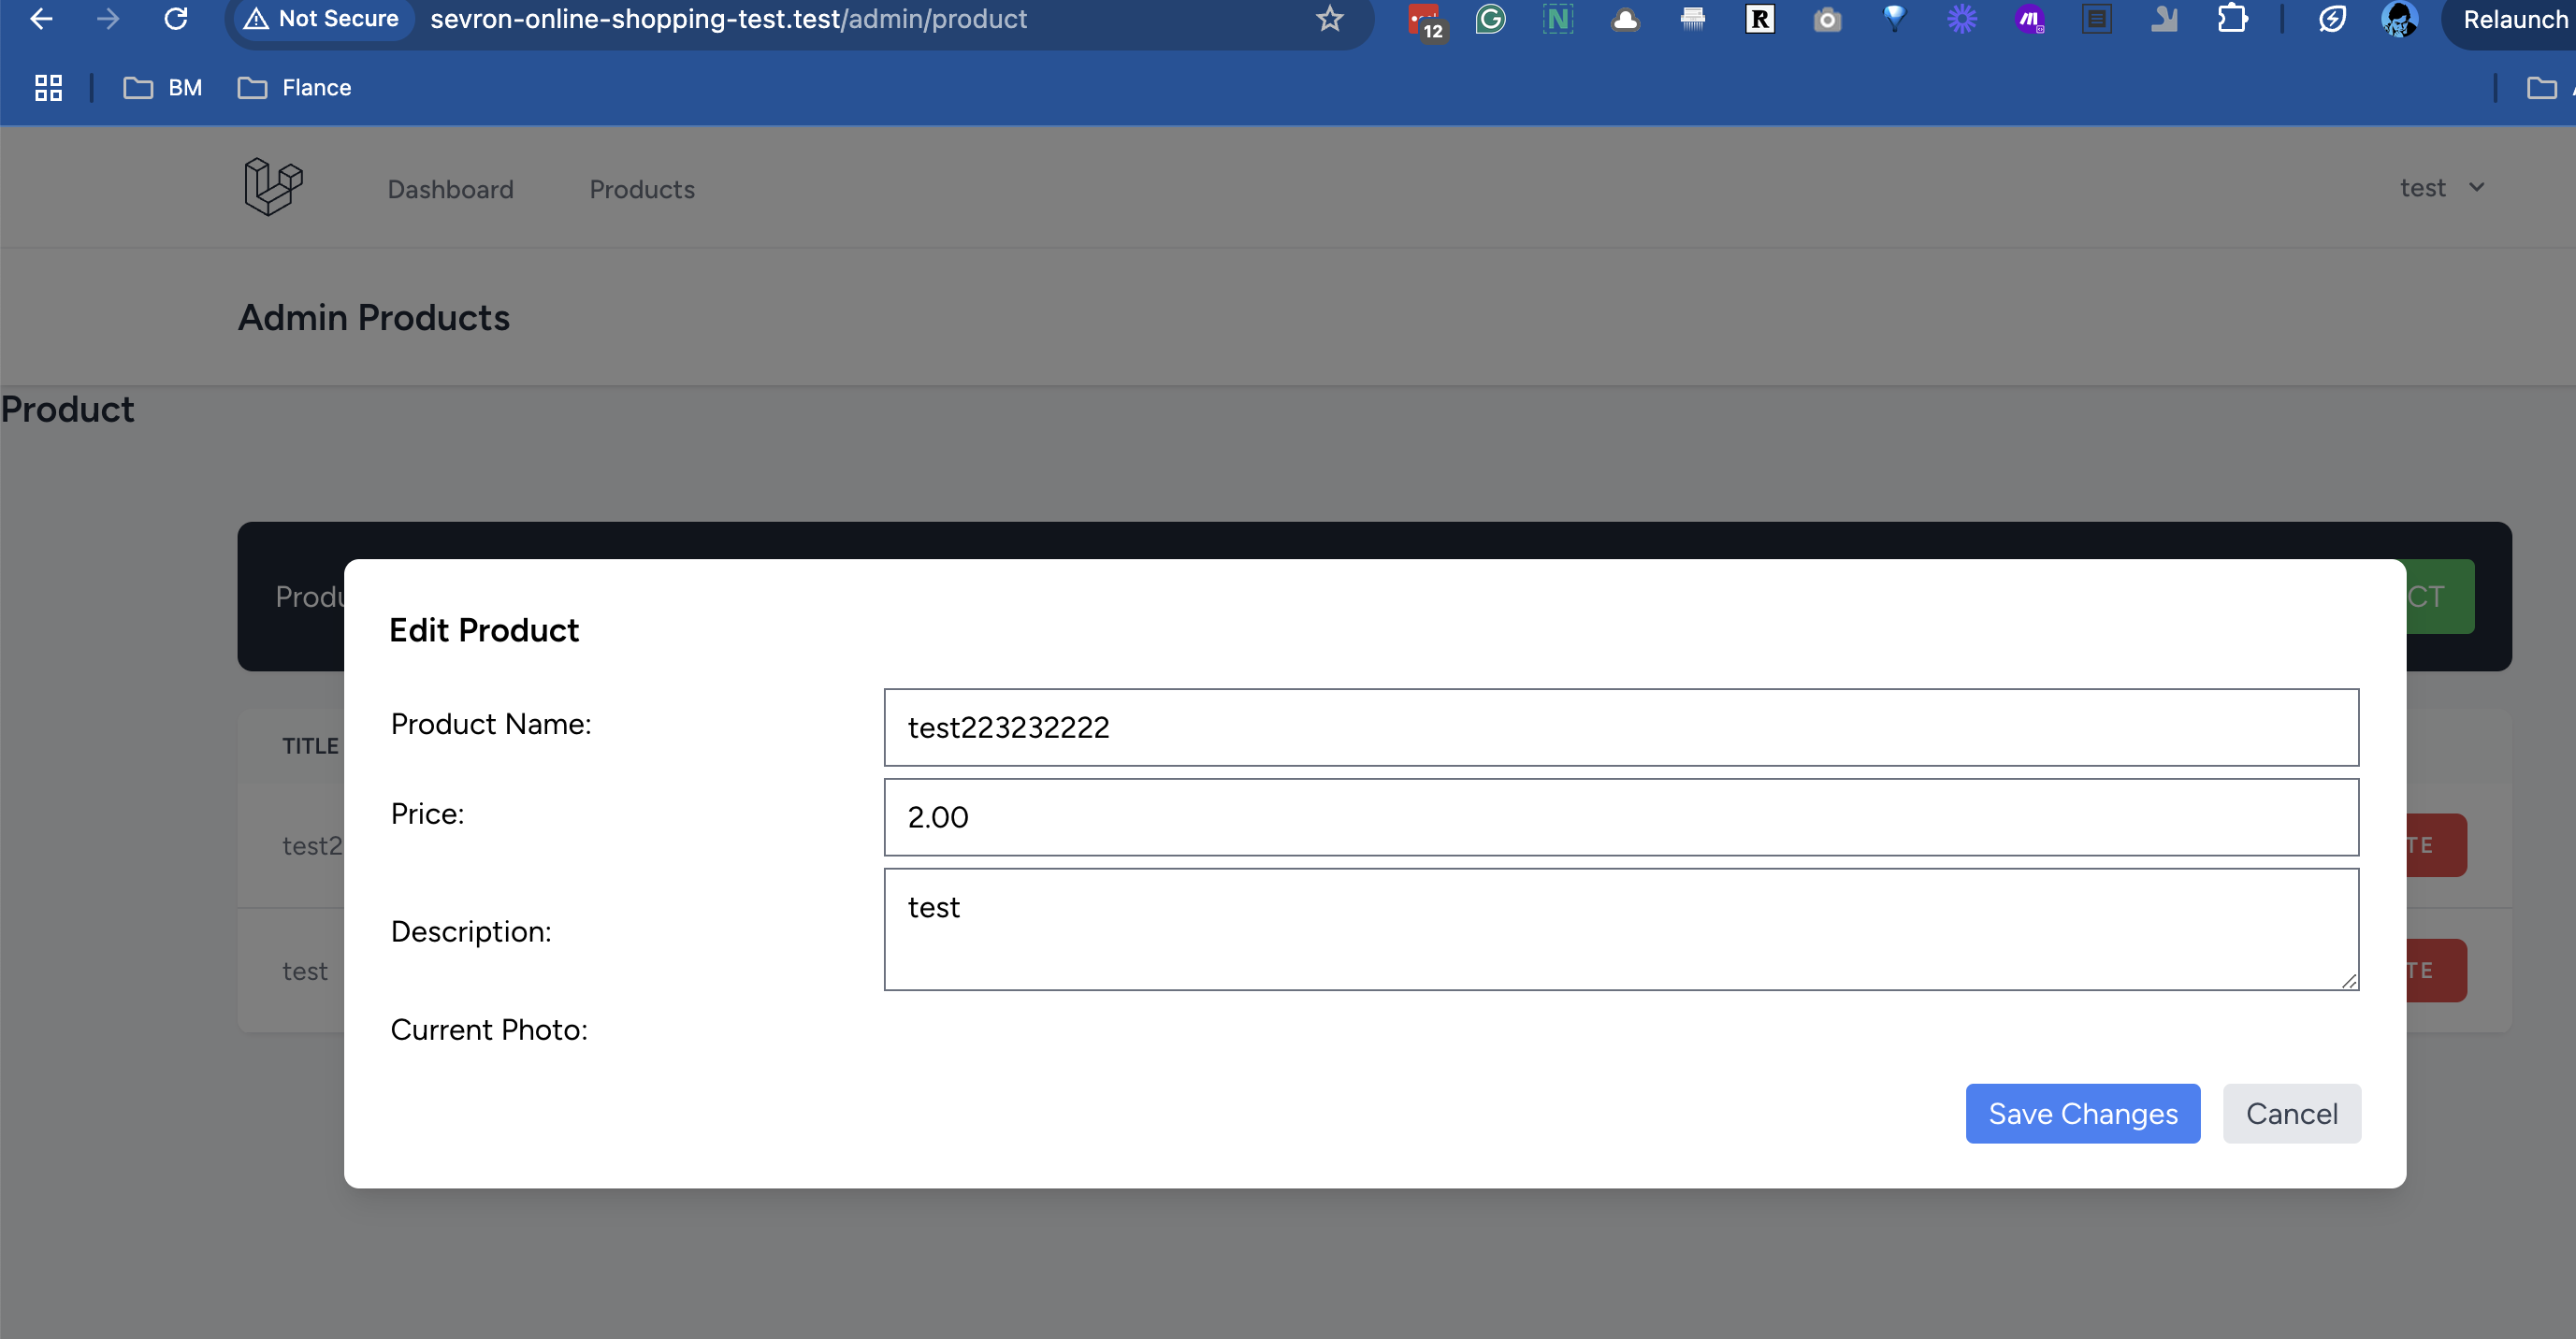 Not Secure sevron-online-shopping-test.test/admin/product 12 Relaunch
BM Flance
Dashboard Products test
Admin Products
Product
Produ CT
Edit Product
Product Name: test223232222
TITLE
Price: 2.00
test2 TE
Description: test
test TE
Current Photo:
Save Changes Cancel